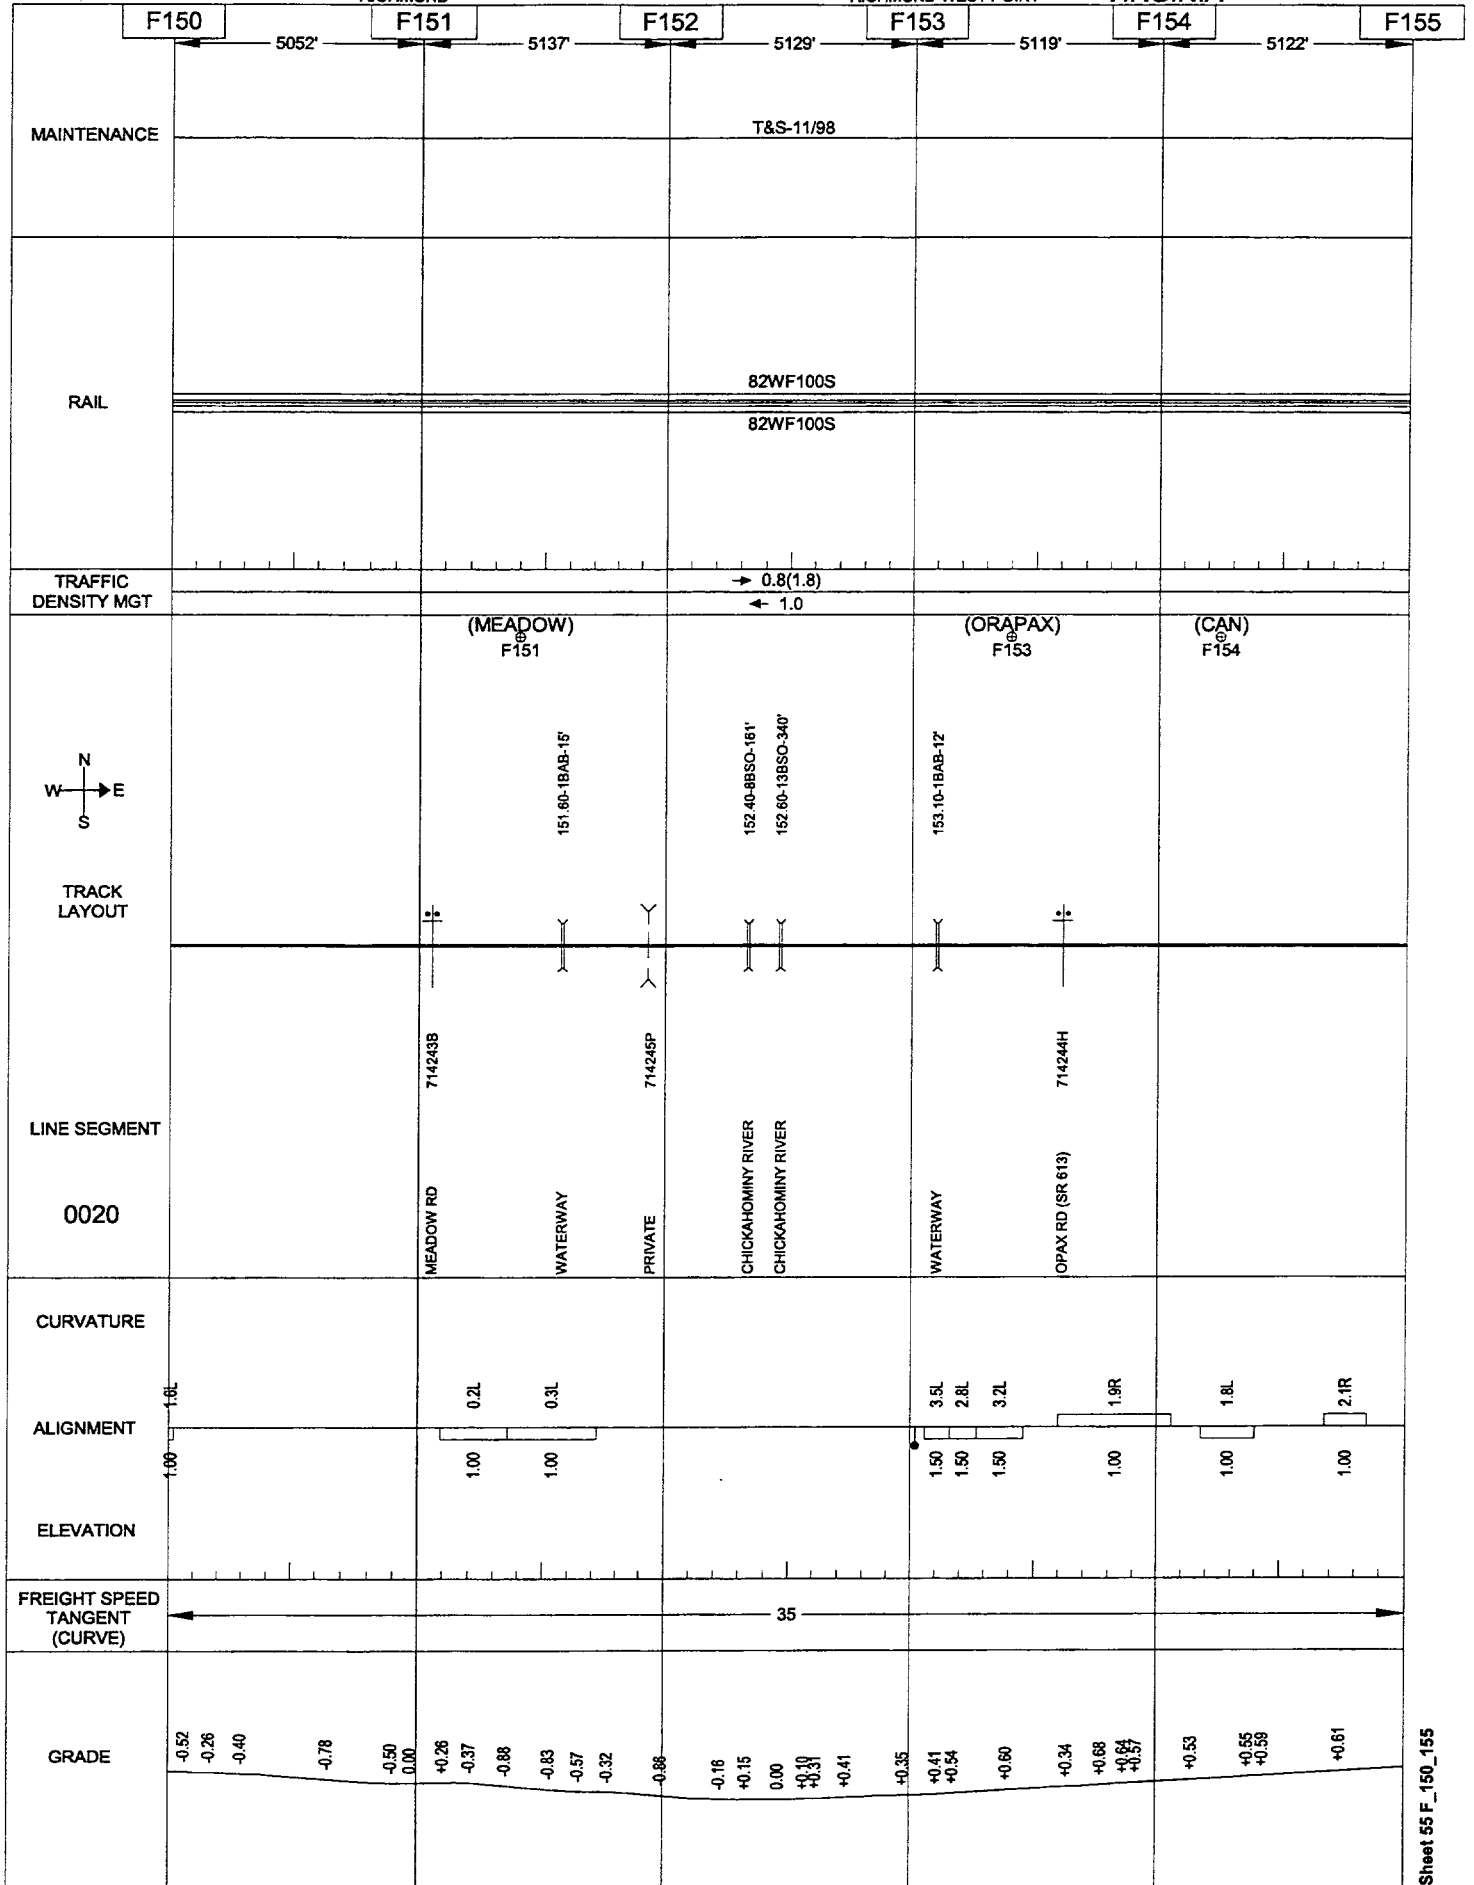 F150 F151 F152 F153 F154 F155
5052' 5137' 5129' 5119' 5122'
MAINTENANCE
T&S-11/98
RAIL
82WF100S
82WF100S
TRAFFIC
DENSITY MGT
0.8(1.8)
1.0
(MEADOW) (ORAPAX) (CAN)
F151 F153 F154
N
W E
S
TRACK
LAYOUT
151.60-1BAB-15'
152.40-8BSO-161'
152.60-13BSO-340'
153.10-1BAB-12'
714243B
714245P
714244H
LINE SEGMENT
0020
MEADOW RD
WATERWAY
PRIVATE
CHICKAHOMINY RIVER
CHICKAHOMINY RIVER
WATERWAY
OPAX RD (SR 613)
CURVATURE
1.6L 0.2L 0.3L 3.5L 2.8L 3.2L 1.9R 1.8L 2.1R
ALIGNMENT
1.00 1.00 1.00 1.50 1.50 1.50 1.00 1.00 1.00
ELEVATION
FREIGHT SPEED
TANGENT
(CURVE)
35
GRADE
-0.52 -0.26 -0.40 -0.78 -0.50 0.00 +0.26 -0.37 -0.88 -0.83 -0.57 -0.32 -0.86 -0.16 +0.15 0.00 +0.10 +0.31 +0.41 +0.35 +0.41 +0.54 +0.60 +0.34 +0.68 +0.64 +0.57 +0.53 +0.55 +0.59 +0.61
Sheet 55 F_150_155